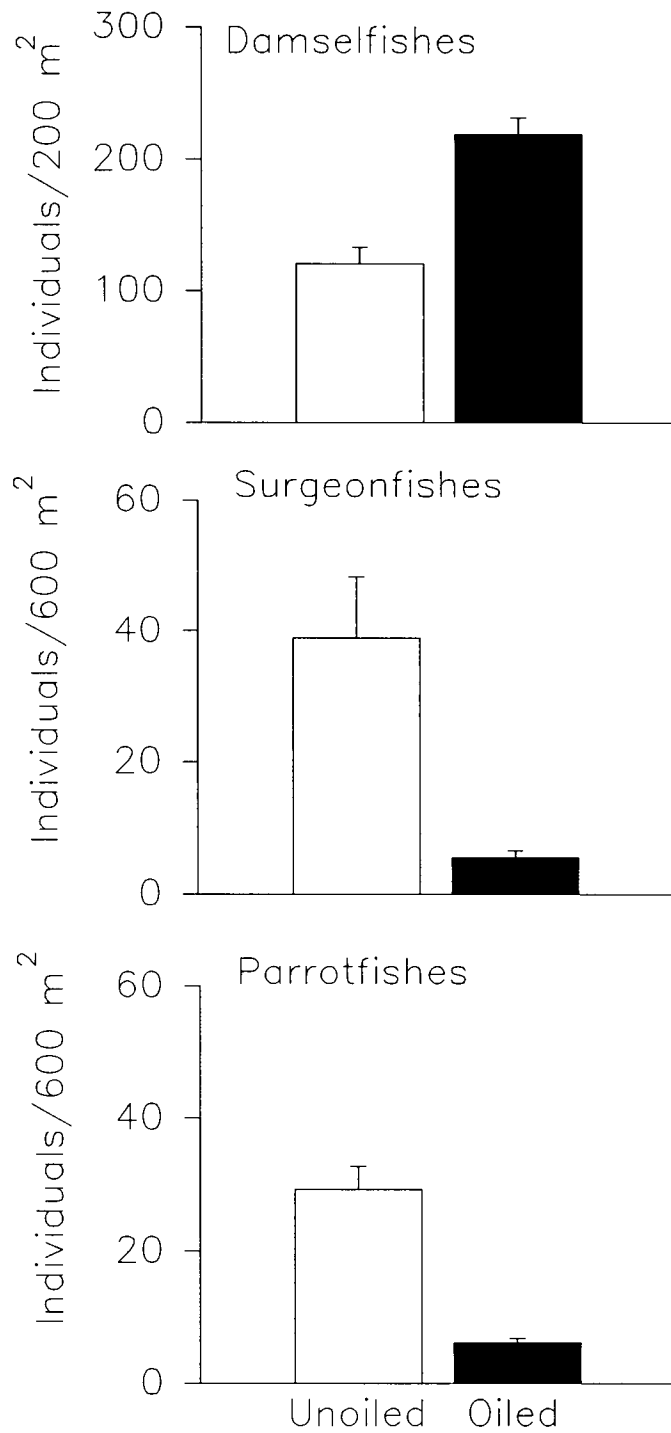 Damselfishes
Individuals/200 m²
300
200
100
0
Surgeonfishes
Individuals/600 m²
60
40
20
0
Parrotfishes
Individuals/600 m²
60
40
20
0
Unoiled Oiled